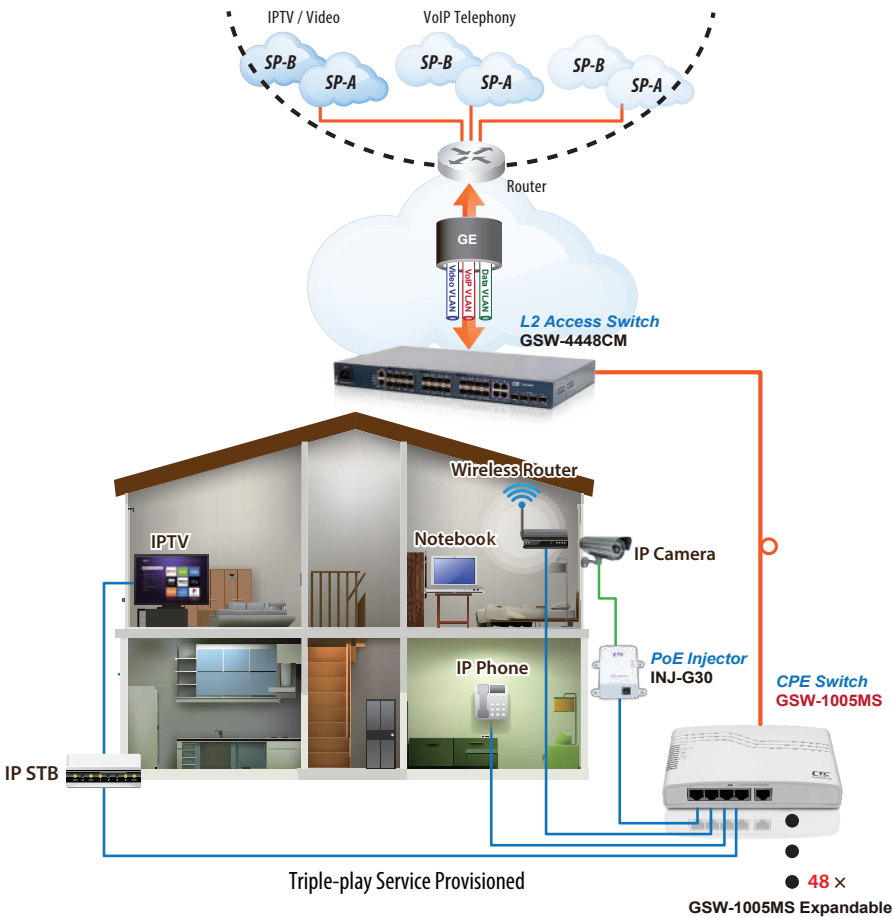 IPTV / Video
VoIP Telephony
SP-B
SP-A
SP-B
SP-A
SP-B
SP-A
Router
GE
Video VLAN
VoIP VLAN
Data VLAN
L2 Access Switch
GSW-4448CM
Wireless Router
IPTV
Notebook
IP Camera
IP Phone
PoE Injector
INJ-G30
CPE Switch
GSW-1005MS
IP STB
CTC
Triple-play Service Provisioned
48 ×
GSW-1005MS Expandable